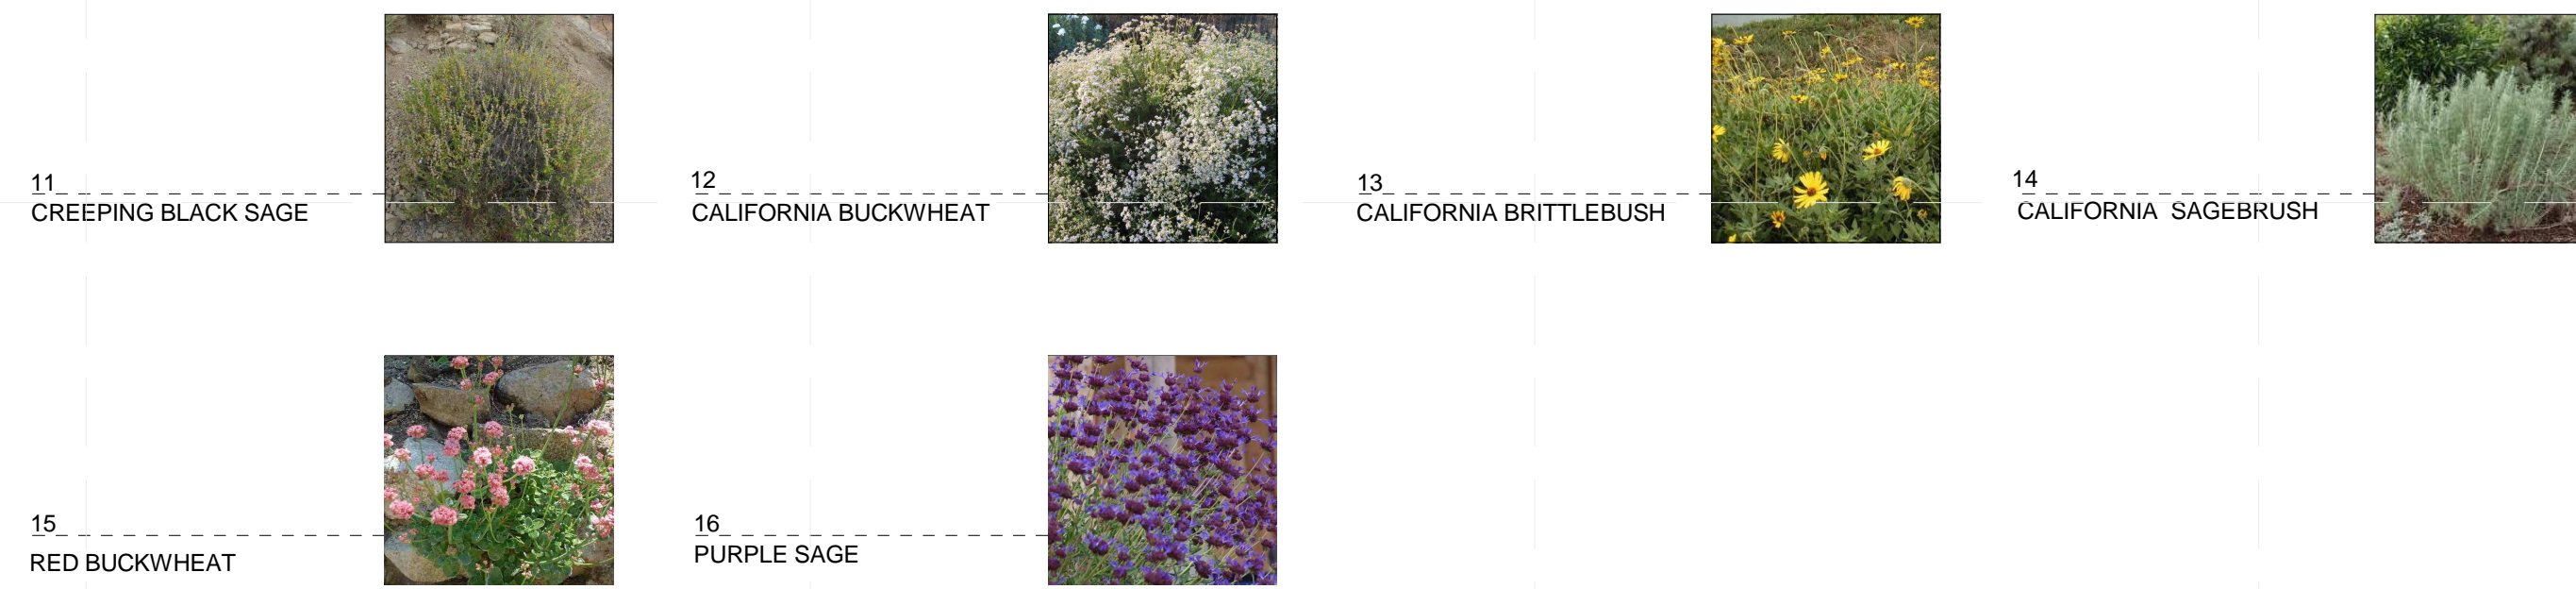 11
CREEPING BLACK SAGE
12
CALIFORNIA BUCKWHEAT
13
CALIFORNIA BRITTLEBUSH
14
CALIFORNIA SAGEBRUSH
15
RED BUCKWHEAT
16
PURPLE SAGE